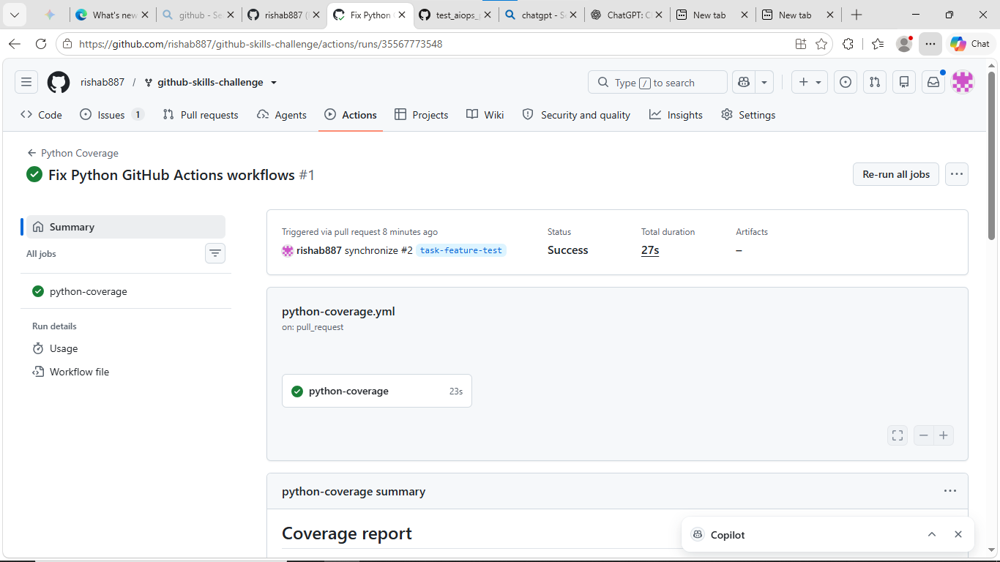 What's new
github - Se
rishab887 (
Fix Python
test_aiops_
chatgpt - S
ChatGPT: C
New tab
New tab
https://github.com/rishab887/github-skills-challenge/actions/runs/35567773548
Chat
rishab887 / github-skills-challenge
Type / to search
Code
Issues 1
Pull requests
Agents
Actions
Projects
Wiki
Security and quality
Insights
Settings
Python Coverage
Fix Python GitHub Actions workflows #1
Re-run all jobs
Summary
All jobs
python-coverage
Run details
Usage
Workflow file
Triggered via pull request 8 minutes ago
rishab887 synchronize #2 task-feature-test
Status
Success
Total duration
27s
Artifacts
–
python-coverage.yml
on: pull_request
python-coverage 23s
python-coverage summary
Coverage report
Copilot